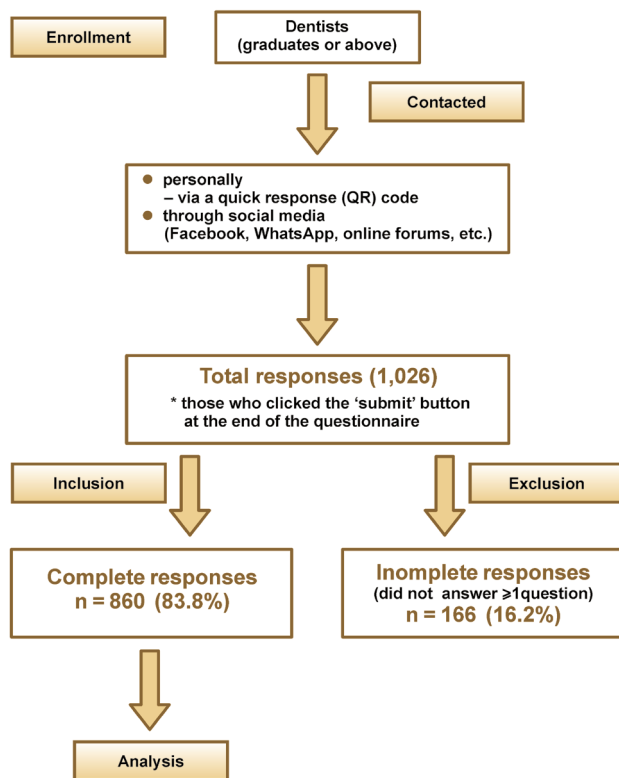 Enrollment
Dentists
(graduates or above)
Contacted
● personally
– via a quick response (QR) code
● through social media
(Facebook, WhatsApp, online forums, etc.)
Total responses (1,026)
* those who clicked the ‘submit’ button
at the end of the questionnaire
Inclusion
Exclusion
Complete responses
n = 860 (83.8%)
Inomplete responses
(did not answer ⩾1question)
n = 166 (16.2%)
Analysis